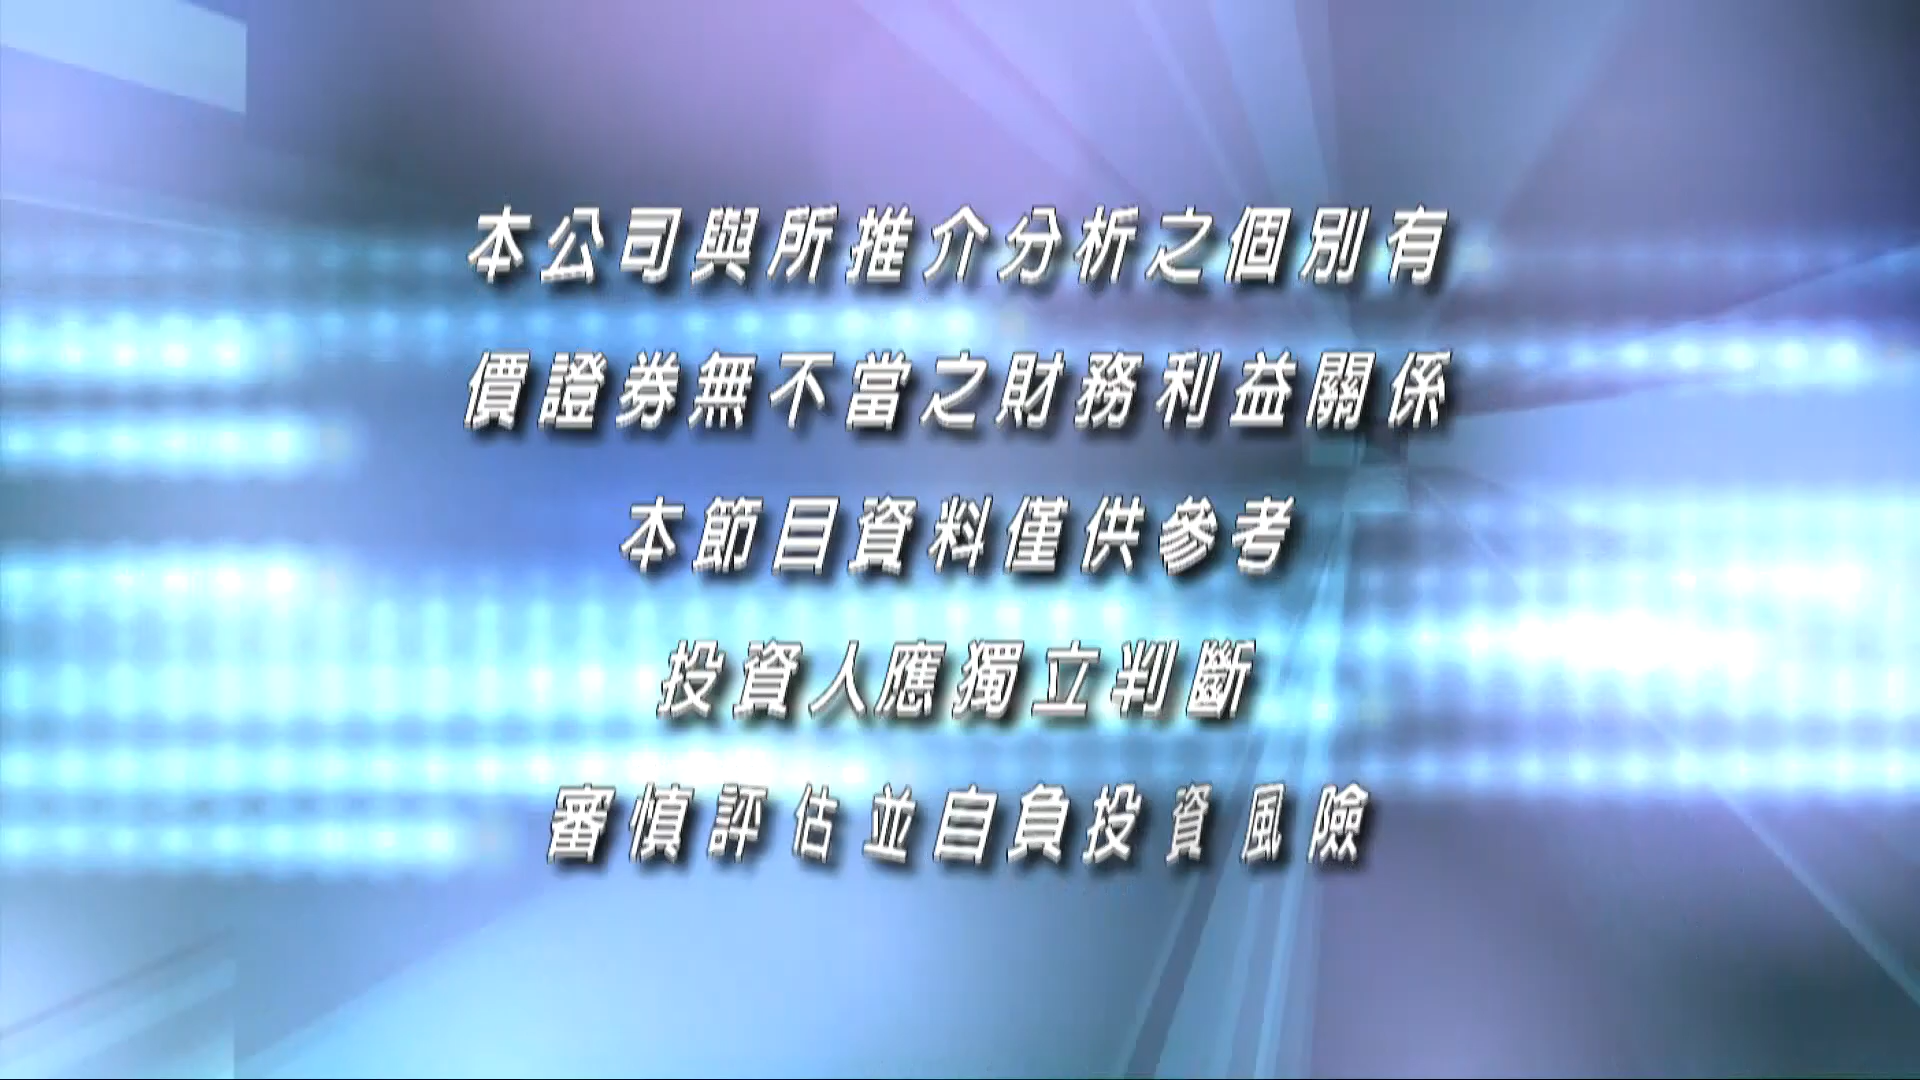 本公司與所推介分析之個別有
價證券無不當之財務利益關係
本節目資料僅供參考
投資人應獨立判斷
審慎評估並自負投資風險